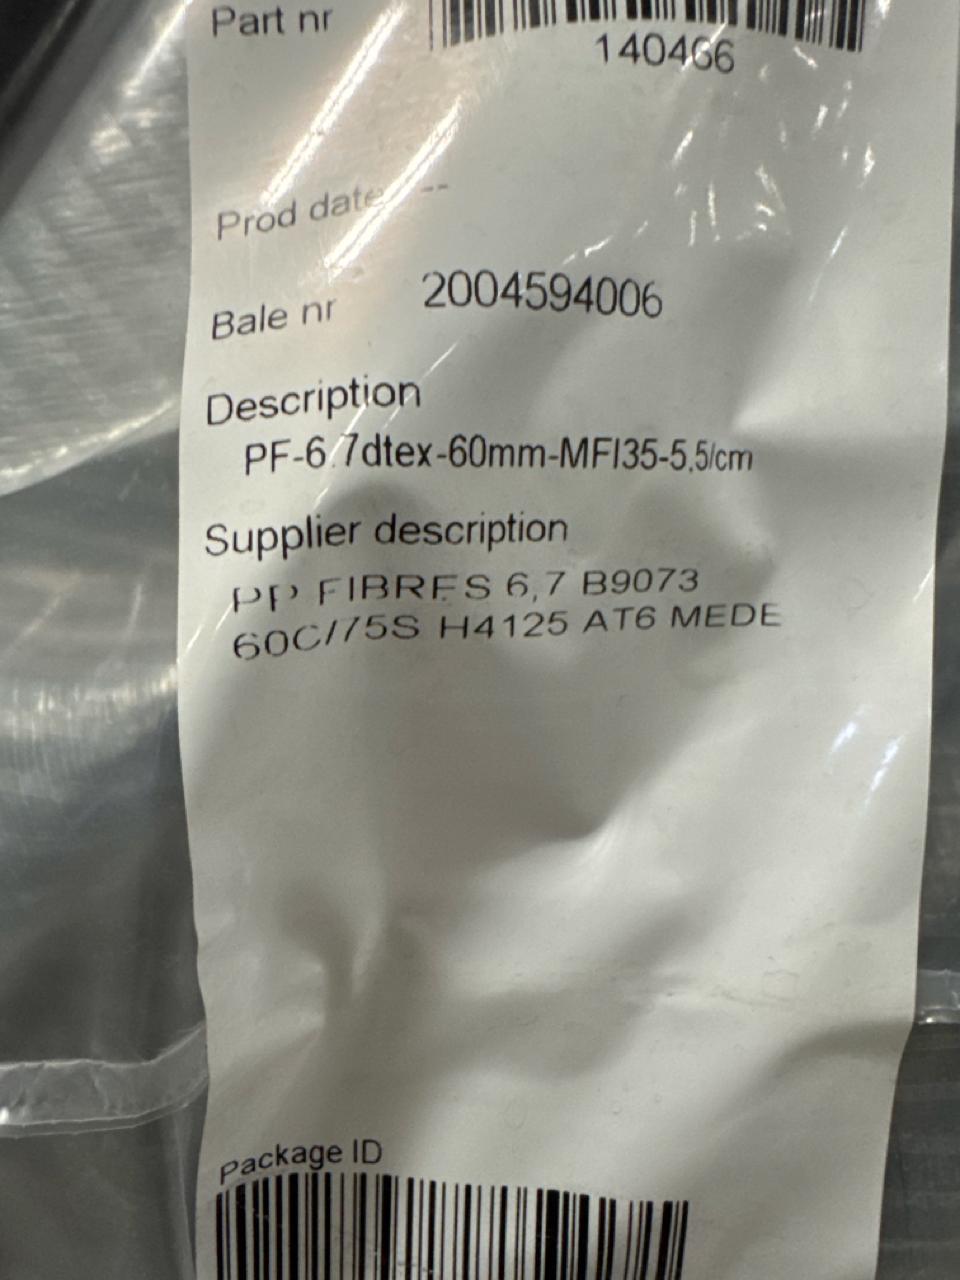 Part nr
140466
Prod date --
Bale nr 2004594006
Description
PF-6.7dtex-60mm-MFI35-5,5/cm
Supplier description
PP FIBRES 6,7 B9073
60C/75S H4125 AT6 MEDE
Package ID